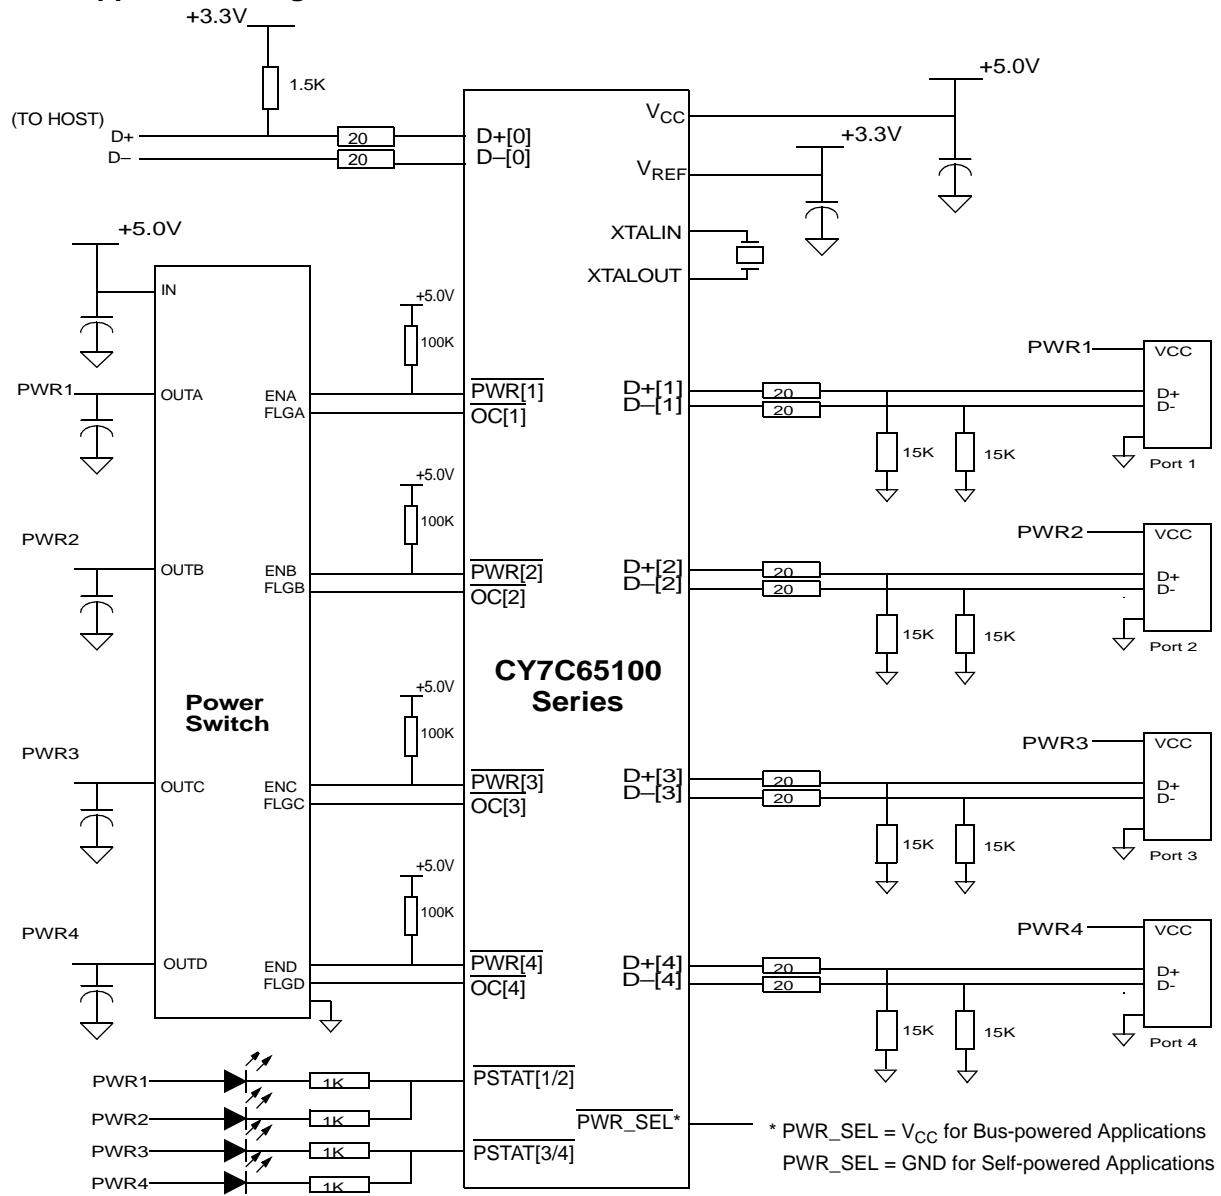 +3.3V
1.5K
(TO HOST)
D+
D–
20
20
D+[0]
D–[0]
+5.0V
VCC
+3.3V
VREF
XTALIN
XTALOUT
+5.0V
IN
PWR1
OUTA
ENA
FLGA
+5.0V
100K
PWR[1]
OC[1]
D+[1]
D–[1]
20
20
15K
15K
PWR1
VCC
D+
D-
Port 1
PWR2
OUTB
ENB
FLGB
+5.0V
100K
PWR[2]
OC[2]
D+[2]
D–[2]
20
20
15K
15K
PWR2
VCC
D+
D-
Port 2
Power
Switch
CY7C65100
Series
PWR3
OUTC
ENC
FLGC
+5.0V
100K
PWR[3]
OC[3]
D+[3]
D–[3]
20
20
15K
15K
PWR3
VCC
D+
D-
Port 3
PWR4
OUTD
END
FLGD
+5.0V
100K
PWR[4]
OC[4]
D+[4]
D–[4]
20
20
15K
15K
PWR4
VCC
D+
D-
Port 4
PWR1
1K
PSTAT[1/2]
PWR2
1K
PWR3
1K
PSTAT[3/4]
PWR4
1K
PWR_SEL*
* PWR_SEL = VCC for Bus-powered Applications
PWR_SEL = GND for Self-powered Applications